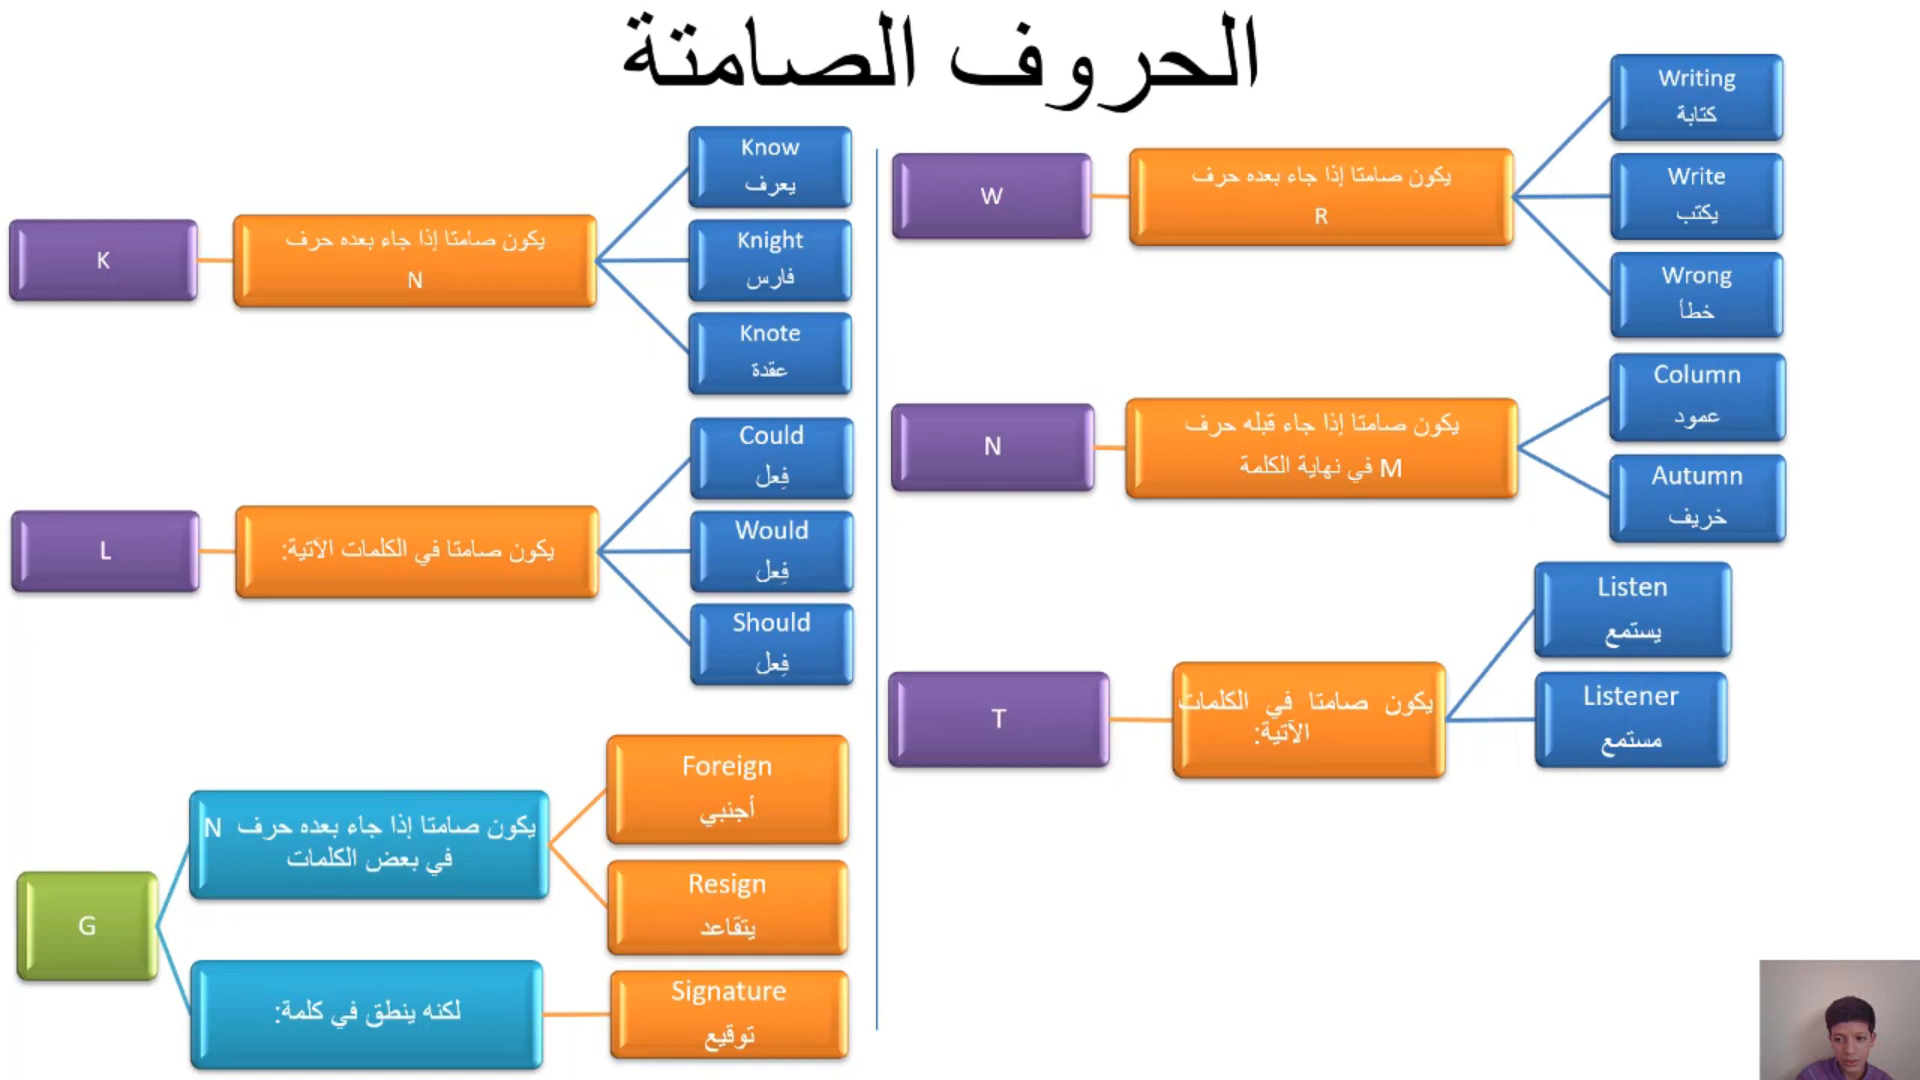 الحروف الصامتة
K
يكون صامتا إذا جاء بعده حرف
N
Know
يعرف
Knight
فارس
Knote
عقدة
L
يكون صامتا في الكلمات الآتية:
Could
فِعل
Would
فِعل
Should
فِعل
G
يكون صامتا إذا جاء بعده حرف N
في بعض الكلمات
Foreign
أجنبي
Resign
يتقاعد
لكنه ينطق في كلمة:
Signature
توقيع
W
يكون صامتا إذا جاء بعده حرف
R
Writing
كتابة
Write
يكتب
Wrong
خطأ
N
يكون صامتا إذا جاء قبله حرف
M في نهاية الكلمة
Column
عمود
Autumn
خريف
T
يكون صامتا في الكلمات
الآتية:
Listen
يستمع
Listener
مستمع